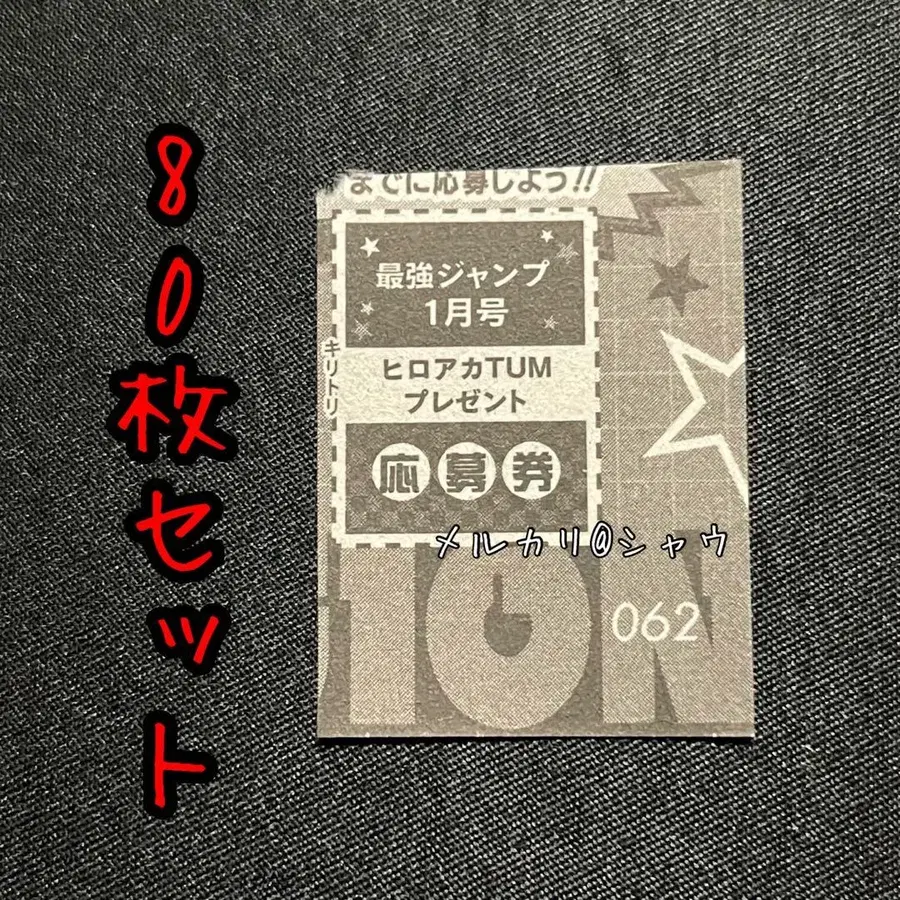 80枚セット
までに応募しよう!!
最強ジャンプ
1月号
キリトリ
ヒロアカTUM
プレゼント
応募券
メルカリ@シャウ
ION
062